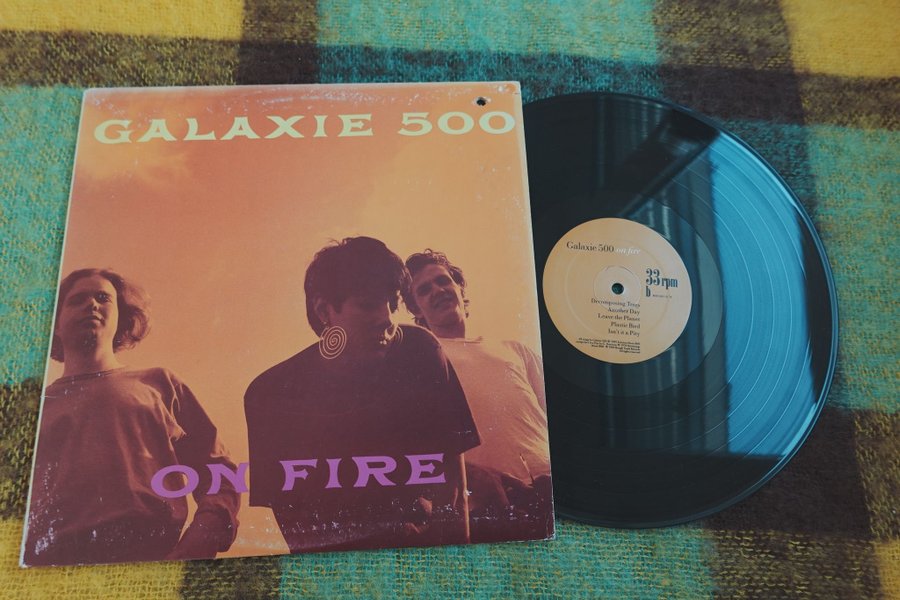 GALAXIE 500
ON FIRE
Galaxie 500 on fire
33 rpm
b
Decomposing Trees
Another Day
Leave the Planet
Plastic Bird
Isn't it a Pity